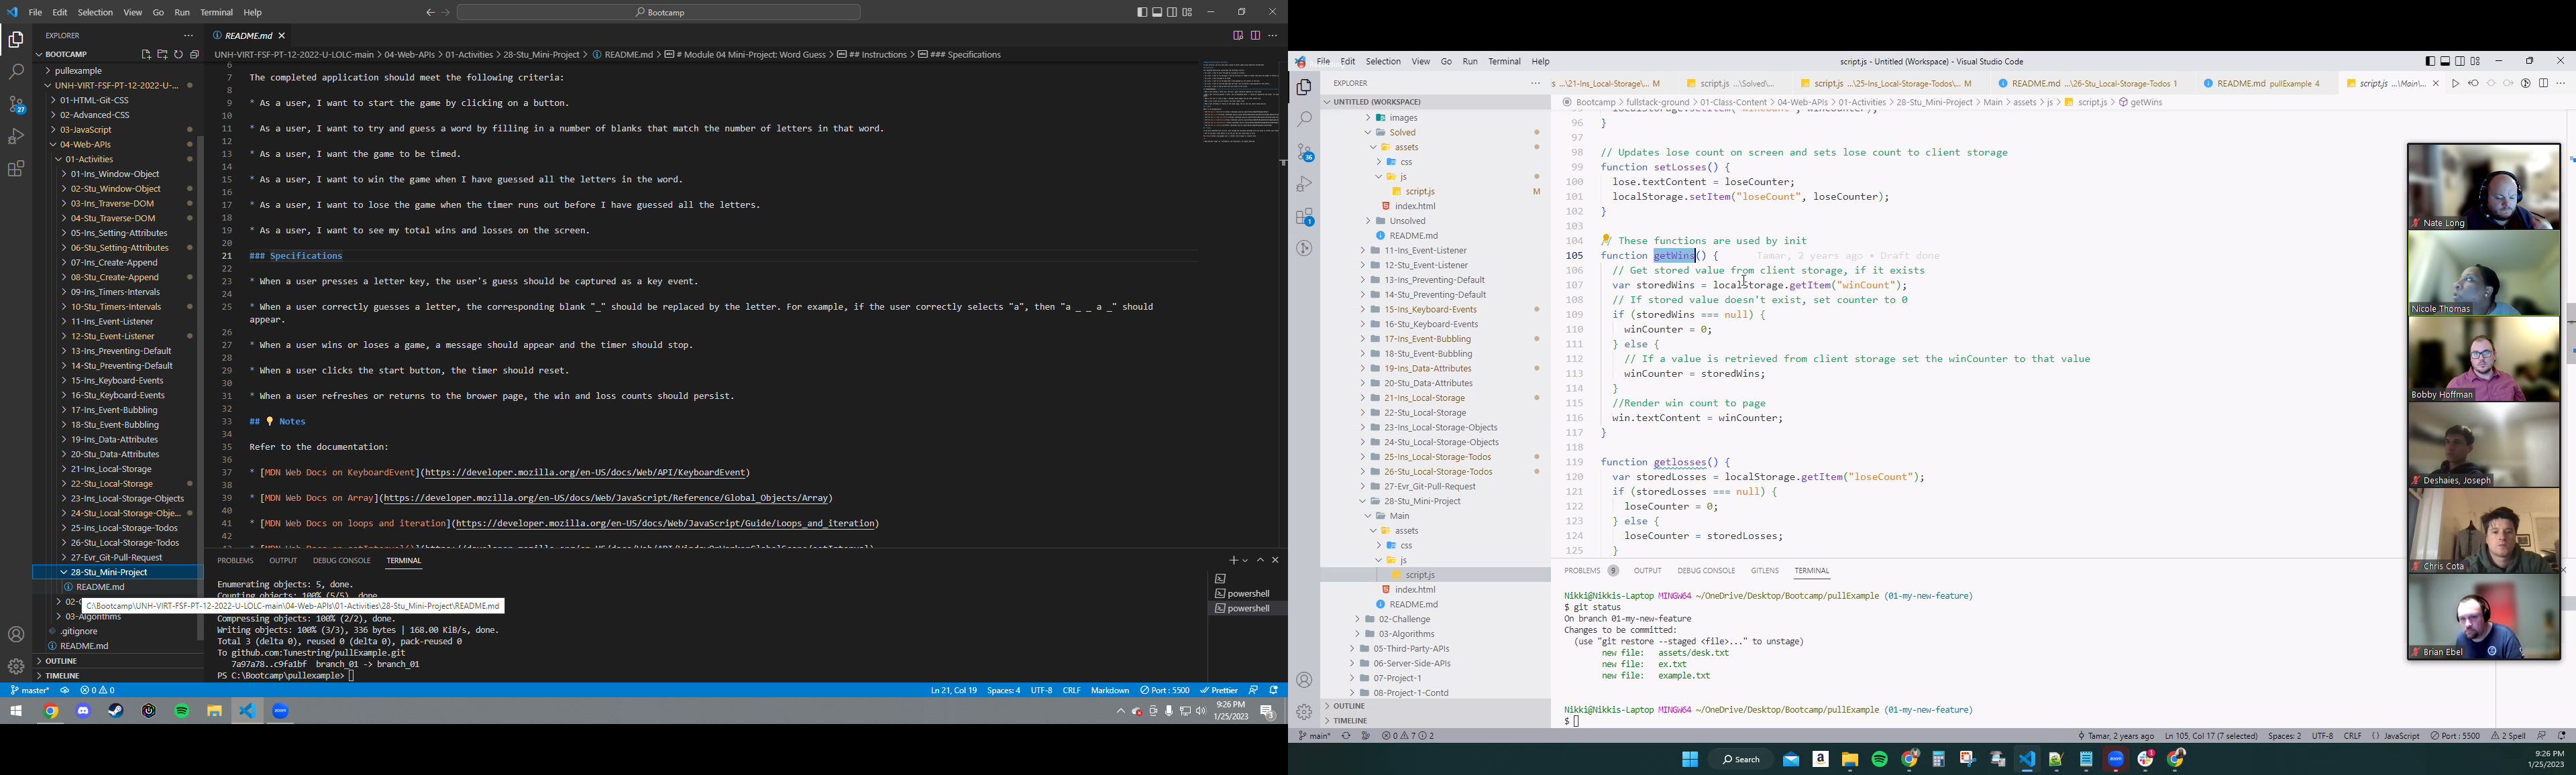 File Edit Selection View Go Run Terminal Help
Bootcamp
EXPLORER
BOOTCAMP
pullexample
UNH-VIRT-FSF-PT-12-2022-U-...
01-HTML-Git-CSS
02-Advanced-CSS
03-JavaScript
04-Web-APIs
01-Activities
01-Ins_Window-Object
02-Stu_Window-Object
03-Ins_Traverse-DOM
04-Stu_Traverse-DOM
05-Ins_Setting-Attributes
06-Stu_Setting-Attributes
07-Ins_Create-Append
08-Stu_Create-Append
09-Ins_Timers-Intervals
10-Stu_Timers-Intervals
11-Ins_Event-Listener
12-Stu_Event-Listener
13-Ins_Preventing-Default
14-Stu_Preventing-Default
15-Ins_Keyboard-Events
16-Stu_Keyboard-Events
17-Ins_Event-Bubbling
18-Stu_Event-Bubbling
19-Ins_Data-Attributes
20-Stu_Data-Attributes
21-Ins_Local-Storage
22-Stu_Local-Storage
23-Ins_Local-Storage-Objects
24-Stu_Local-Storage-Obje...
25-Ins_Local-Storage-Todos
26-Stu_Local-Storage-Todos
27-Evr_Git-Pull-Request
28-Stu_Mini-Project
README.md
C:\Bootcamp\UNH-VIRT-FSF-PT-12-2022-U-LOLC-main\04-Web-APIs\01-Activities\28-Stu_Mini-Project\README.md
03-Algorithms
.gitignore
README.md
OUTLINE
TIMELINE
27
README.md
UNH-VIRT-FSF-PT-12-2022-U-LOLC-main > 04-Web-APIs > 01-Activities > 28-Stu_Mini-Project > README.md > # Module 04 Mini-Project: Word Guess > ## Instructions > ### Specifications
6
7 The completed application should meet the following criteria:
8
9 * As a user, I want to start the game by clicking on a button.
10
11 * As a user, I want to try and guess a word by filling in a number of blanks that match the number of letters in that word.
12
13 * As a user, I want the game to be timed.
14
15 * As a user, I want to win the game when I have guessed all the letters in the word.
16
17 * As a user, I want to lose the game when the timer runs out before I have guessed all the letters.
18
19 * As a user, I want to see my total wins and losses on the screen.
20
21 ### Specifications
22
23 * When a user presses a letter key, the user's guess should be captured as a key event.
24
25 * When a user correctly guesses a letter, the corresponding blank "_" should be replaced by the letter. For example, if the user correctly selects "a", then "a _ _ a _" should
appear.
26
27 * When a user wins or loses a game, a message should appear and the timer should stop.
28
29 * When a user clicks the start button, the timer should reset.
30
31 * When a user refreshes or returns to the brower page, the win and loss counts should persist.
32
33 ## 💡 Notes
34
35 Refer to the documentation:
36
37 * [MDN Web Docs on KeyboardEvent](https://developer.mozilla.org/en-US/docs/Web/API/KeyboardEvent)
38
39 * [MDN Web Docs on Array](https://developer.mozilla.org/en-US/docs/Web/JavaScript/Reference/Global_Objects/Array)
40
41 * [MDN Web Docs on loops and iteration](https://developer.mozilla.org/en-US/docs/Web/JavaScript/Guide/Loops_and_iteration)
42
PROBLEMS OUTPUT DEBUG CONSOLE TERMINAL
Enumerating objects: 5, done.
Counting objects: 100% (5/5), done.
Compressing objects: 100% (2/2), done.
Writing objects: 100% (3/3), 336 bytes | 168.00 KiB/s, done.
Total 3 (delta 0), reused 0 (delta 0), pack-reused 0
To github.com:Tunestring/pullExample.git
7a97a78..c9fa1bf branch_01 -> branch_01
PS C:\Bootcamp\pullexample>
powershell
powershell
master* 0 0 Ln 21, Col 19 Spaces: 4 UTF-8 CRLF Markdown Port : 5500 Prettier
9:26 PM
1/25/2023
3
File Edit Selection View Go Run Terminal Help
script.js - Untitled (Workspace) - Visual Studio Code
EXPLORER
s ...\21-Ins_Local-Storage\... M script.js ...\Solved\... script.js ...\25-Ins_Local-Storage-Todos\... M README.md ...\26-Stu_Local-Storage-Todos 1 README.md pullExample 4 script.js ...\Main\...
UNTITLED (WORKSPACE)
Bootcamp > fullstack-ground > 01-Class-Content > 04-Web-APIs > 01-Activities > 28-Stu_Mini-Project > Main > assets > js > script.js > getWins
images
Solved
assets
css
js
script.js M
index.html
Unsolved
README.md
11-Ins_Event-Listener
12-Stu_Event-Listener
13-Ins_Preventing-Default
14-Stu_Preventing-Default
15-Ins_Keyboard-Events
16-Stu_Keyboard-Events
17-Ins_Event-Bubbling
18-Stu_Event-Bubbling
19-Ins_Data-Attributes
20-Stu_Data-Attributes
21-Ins_Local-Storage
22-Stu_Local-Storage
23-Ins_Local-Storage-Objects
24-Stu_Local-Storage-Objects
25-Ins_Local-Storage-Todos
26-Stu_Local-Storage-Todos
27-Evr_Git-Pull-Request
28-Stu_Mini-Project
Main
assets
css
js
script.js
index.html
README.md
02-Challenge
03-Algorithms
05-Third-Party-APIs
06-Server-Side-APIs
07-Project-1
08-Project-1-Contd
OUTLINE
TIMELINE
36
1
96 }
97
98 // Updates lose count on screen and sets lose count to client storage
99 function setLosses() {
100 lose.textContent = loseCounter;
101 localStorage.setItem("loseCount", loseCounter);
102 }
103
104 // These functions are used by init
105 function getWins() { Tamar, 2 years ago • Draft done
106 // Get stored value from client storage, if it exists
107 var storedWins = localStorage.getItem("winCount");
108 // If stored value doesn't exist, set counter to 0
109 if (storedWins === null) {
110 winCounter = 0;
111 } else {
112 // If a value is retrieved from client storage set the winCounter to that value
113 winCounter = storedWins;
114 }
115 //Render win count to page
116 win.textContent = winCounter;
117 }
118
119 function getlosses() {
120 var storedLosses = localStorage.getItem("loseCount");
121 if (storedLosses === null) {
122 loseCounter = 0;
123 } else {
124 loseCounter = storedLosses;
125 }
PROBLEMS 9 OUTPUT DEBUG CONSOLE GITLENS TERMINAL
Nikki@Nikkis-Laptop MINGW64 ~/OneDrive/Desktop/Bootcamp/pullExample (01-my-new-feature)
$ git status
On branch 01-my-new-feature
Changes to be committed:
(use "git restore --staged <file>..." to unstage)
new file: assets/desk.txt
new file: ex.txt
new file: example.txt
Nikki@Nikkis-Laptop MINGW64 ~/OneDrive/Desktop/Bootcamp/pullExample (01-my-new-feature)
$
main* 0 7 2 Tamar, 2 years ago Ln 105, Col 17 (7 selected) Spaces: 2 UTF-8 CRLF {} JavaScript Port : 5500 2 Spell
Search
9:26 PM
1/25/2023
Nate Long
Nicole Thomas
Bobby Hoffman
Deshaies, Joseph
Chris Cota
Brian Ebel